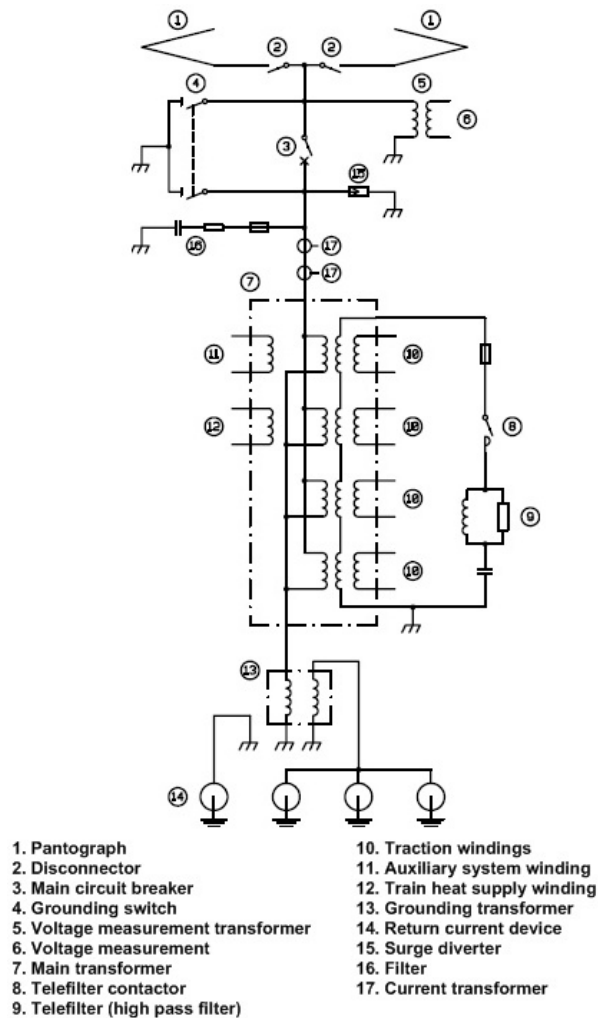 1 1
2 2
4 5
6
3
15
16 17
17
7
11 10
12 10 8
10 9
10
13
14
1. Pantograph
2. Disconnector
3. Main circuit breaker
4. Grounding switch
5. Voltage measurement transformer
6. Voltage measurement
7. Main transformer
8. Telefilter contactor
9. Telefilter (high pass filter)
10. Traction windings
11. Auxiliary system winding
12. Train heat supply winding
13. Grounding transformer
14. Return current device
15. Surge diverter
16. Filter
17. Current transformer